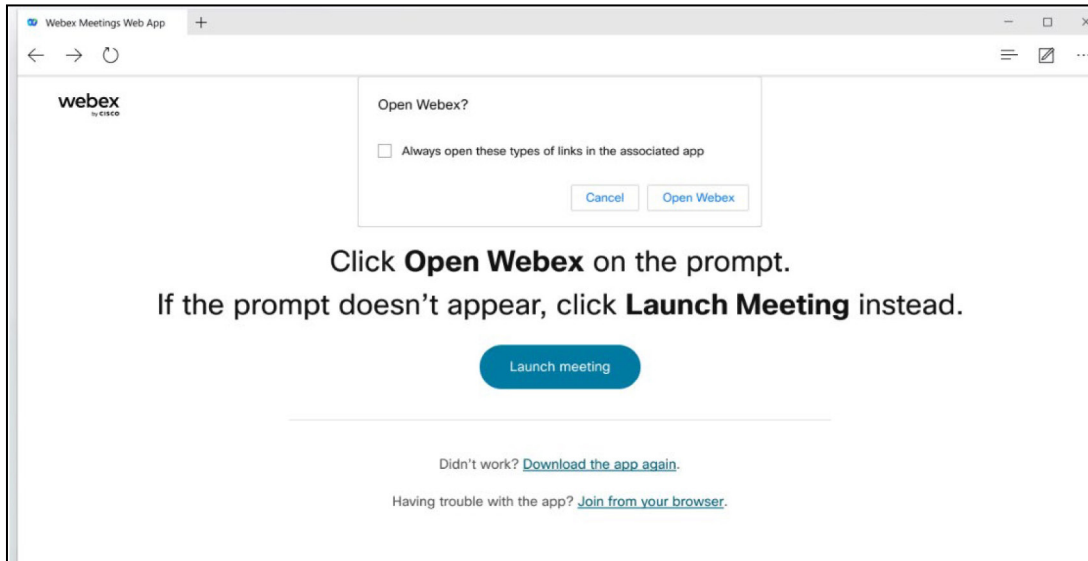 Webex Meetings Web App
webex
by CISCO
Open Webex?
Always open these types of links in the associated app
Cancel Open Webex
Click Open Webex on the prompt.
If the prompt doesn't appear, click Launch Meeting instead.
Launch meeting
Didn't work? Download the app again.
Having trouble with the app? Join from your browser.